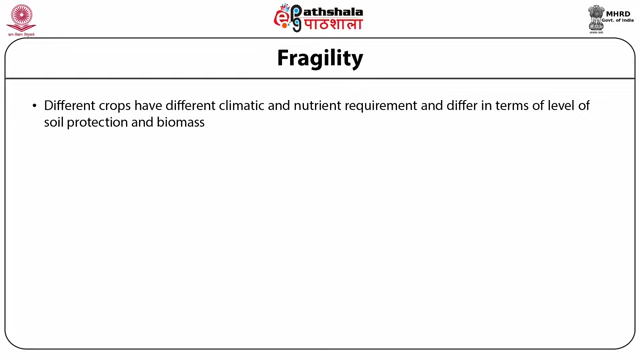 ePathshala
पाठशाला
MHRD
Govt. of India
Fragility
• Different crops have different climatic and nutrient requirement and differ in terms of level of
soil protection and biomass